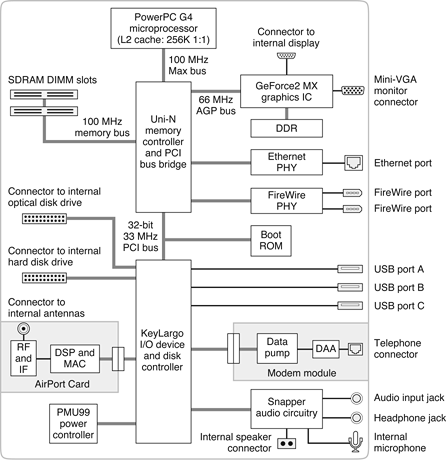 PowerPC G4
microprocessor
(L2 cache: 256K 1:1)
Connector to
internal display
100 MHz
Max bus
SDRAM DIMM slots
GeForce2 MX
graphics IC
Mini-VGA
monitor
connector
66 MHz
AGP bus
100 MHz
memory bus
Uni-N
memory
controller
and PCI
bus bridge
DDR
Ethernet
PHY
Ethernet port
Connector to internal
optical disk drive
FireWire
PHY
FireWire port
FireWire port
32-bit
33 MHz
PCI bus
Boot
ROM
Connector to internal
hard disk drive
USB port A
USB port B
USB port C
Connector to
internal antennas
KeyLargo
I/O device
and disk
controller
RF
and
IF
DSP and
MAC
AirPort Card
Data
pump
DAA
Modem module
Telephone
connector
PMU99
power
controller
Snapper
audio circuitry
Audio input jack
Headphone jack
Internal speaker
connector
Internal
microphone